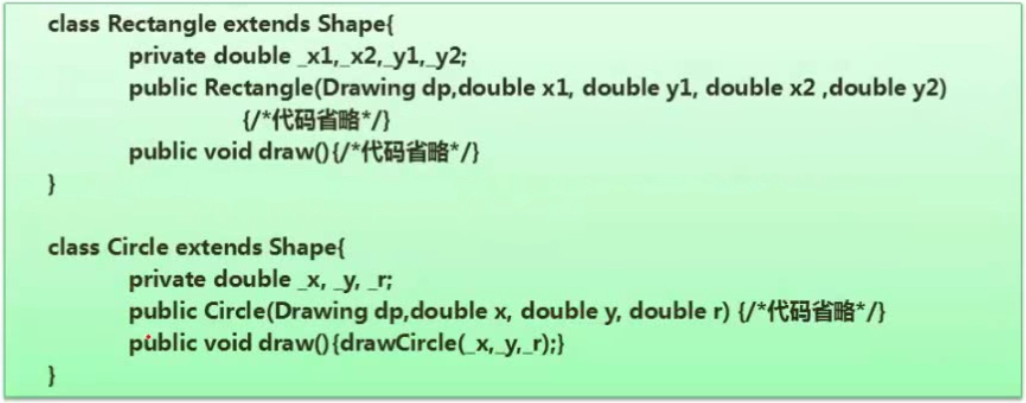 class Rectangle extends Shape{
private double _x1,_x2,_y1,_y2;
public Rectangle(Drawing dp,double x1, double y1, double x2 ,double y2)
{/*代码省略*/}
public void draw(){/*代码省略*/}
}
class Circle extends Shape{
private double _x, _y, _r;
public Circle(Drawing dp,double x, double y, double r) {/*代码省略*/}
public void draw(){drawCircle(_x,_y,_r);}
}